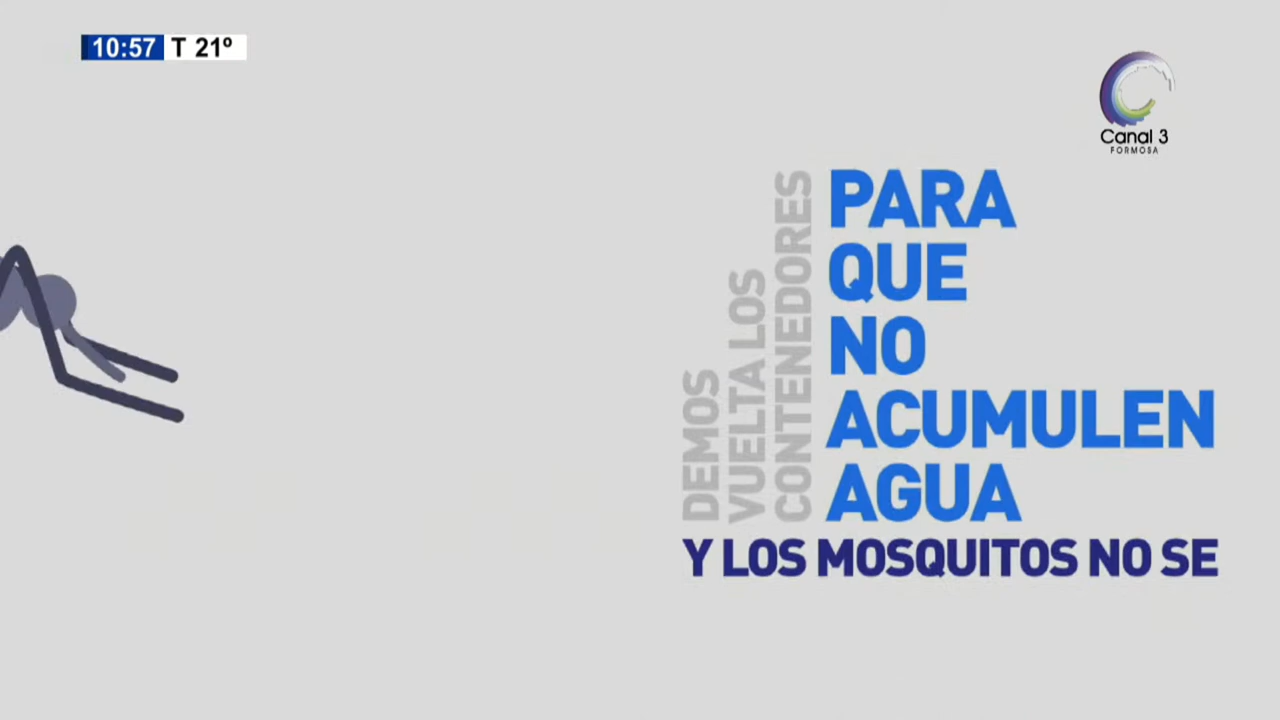 10:57 T 21º
Canal 3
FORMOSA
DEMOS
VUELTA LOS
CONTENEDORES
PARA
QUE
NO
ACUMULEN
AGUA
Y LOS MOSQUITOS NO SE